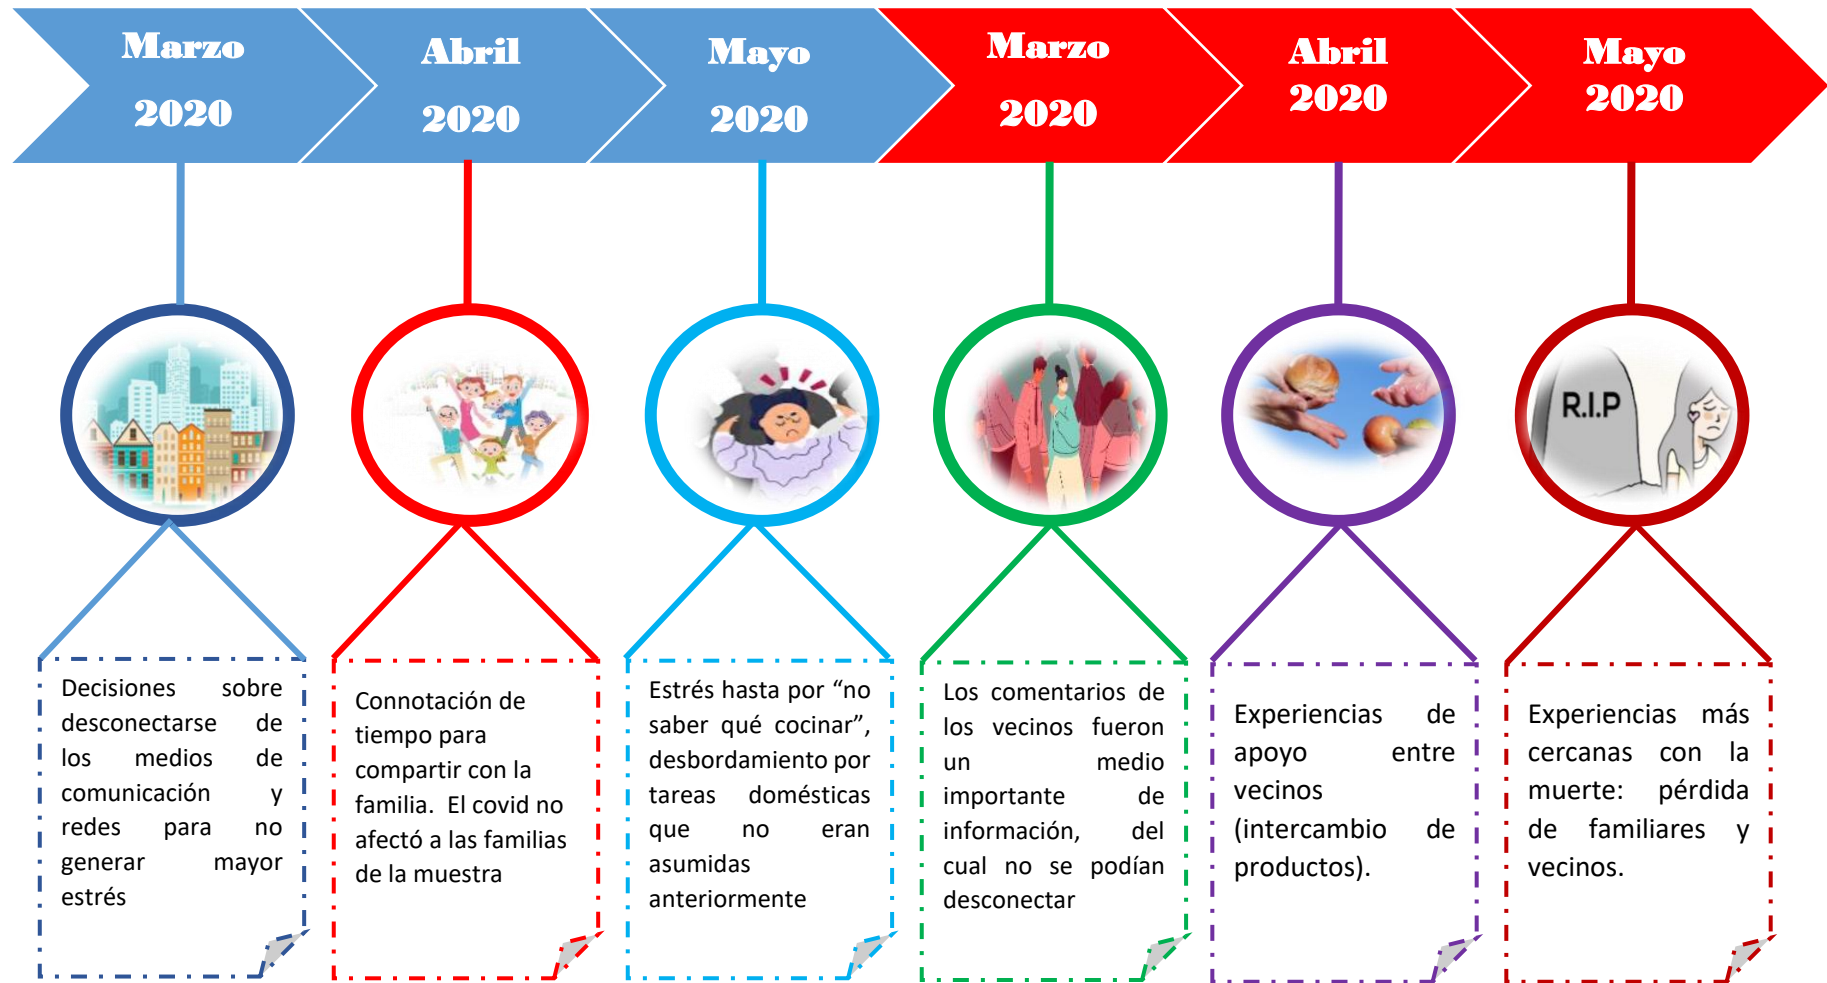 Marzo
2020
Abril
2020
Mayo
2020
Marzo
2020
Abril
2020
Mayo
2020
R.I.P
Decisiones sobre
desconectarse de
los medios de
comunicación y
redes para no
generar mayor
estrés
Connotación de
tiempo para
compartir con la
familia. El covid no
afectó a las familias
de la muestra
Estrés hasta por “no
saber qué cocinar”,
desbordamiento por
tareas domésticas
que no eran
asumidas
anteriormente
Los comentarios de
los vecinos fueron
un medio
importante de
información, del
cual no se podían
desconectar
Experiencias de
apoyo entre
vecinos
(intercambio de
productos).
Experiencias más
cercanas con la
muerte: pérdida
de familiares y
vecinos.